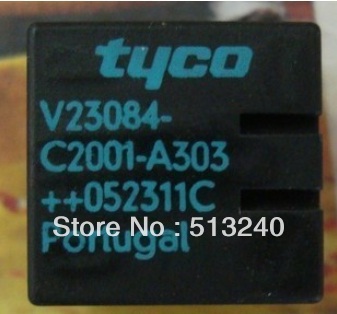 tyco
V23084-
C2001-A303
++052311C
Store No.: 513240
Portugal